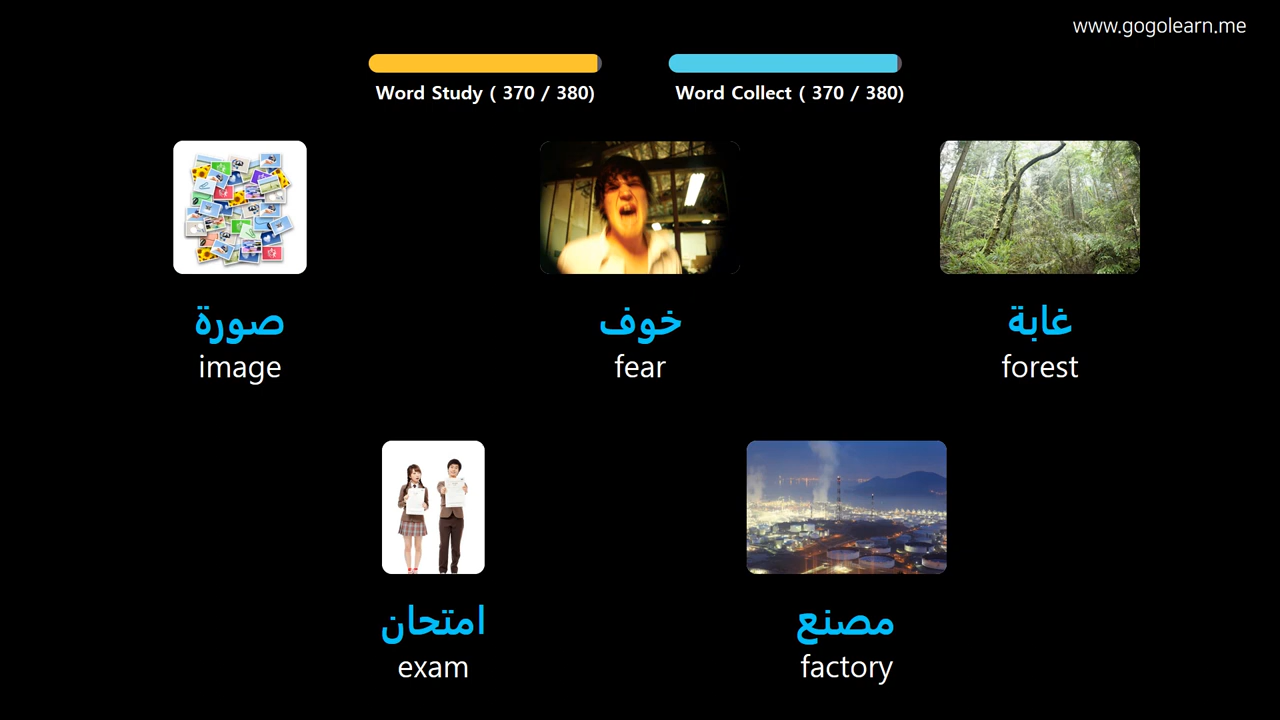 www.gogolearn.me
Word Study ( 370 / 380)
Word Collect ( 370 / 380)
صورة
image
خوف
fear
غابة
forest
امتحان
exam
مصنع
factory